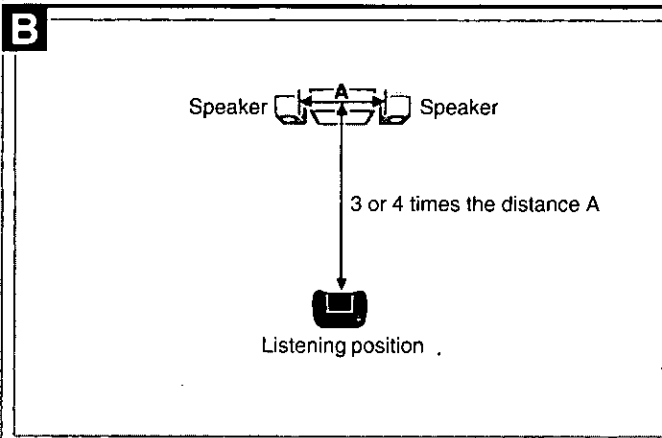 B
A
Speaker Speaker
3 or 4 times the distance A
Listening position